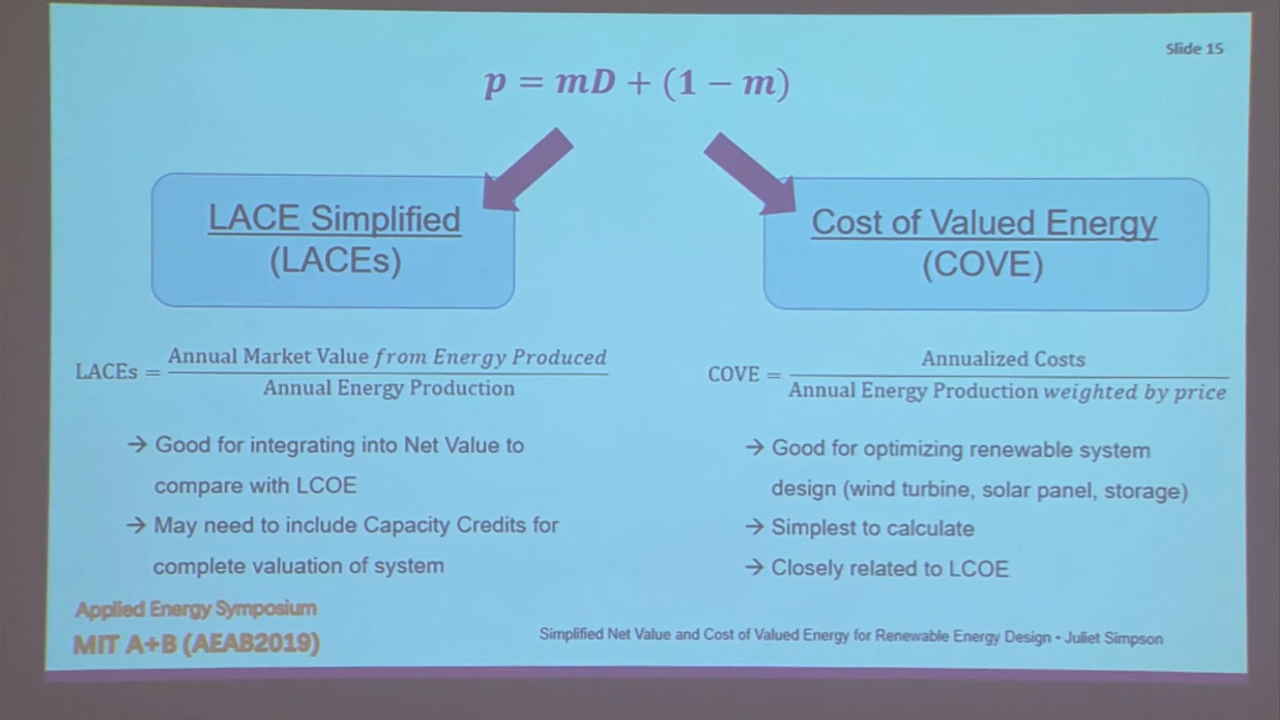 Slide 15
p = mD + (1 − m)
LACE Simplified
(LACEs)
Cost of Valued Energy
(COVE)
LACEs = Annual Market Value from Energy Produced
Annual Energy Production
COVE = Annualized Costs
Annual Energy Production weighted by price
→ Good for integrating into Net Value to
compare with LCOE
→ May need to include Capacity Credits for
complete valuation of system
→ Good for optimizing renewable system
design (wind turbine, solar panel, storage)
→ Simplest to calculate
→ Closely related to LCOE
Applied Energy Symposium
MIT A+B (AEAB2019)
Simplified Net Value and Cost of Valued Energy for Renewable Energy Design • Juliet Simpson